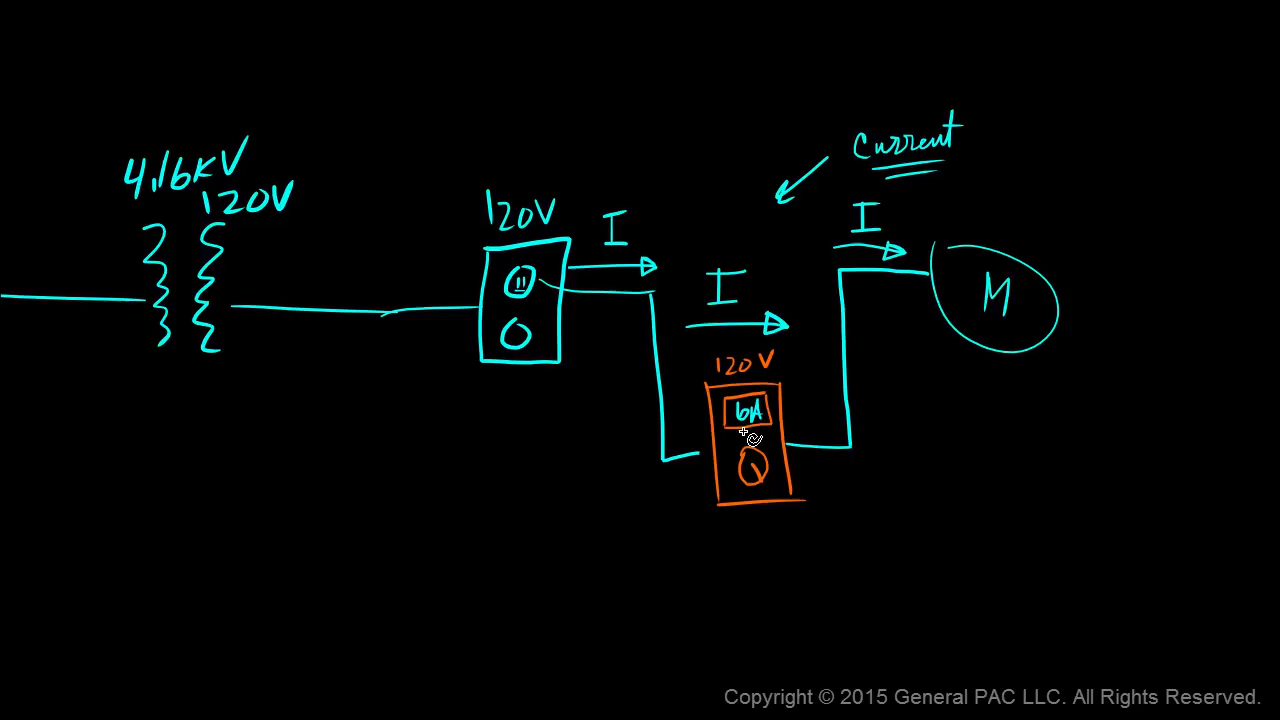 4.16kV
120V
120V
I
I
Current
I
M
120V
6A
Copyright © 2015 General PAC LLC. All Rights Reserved.